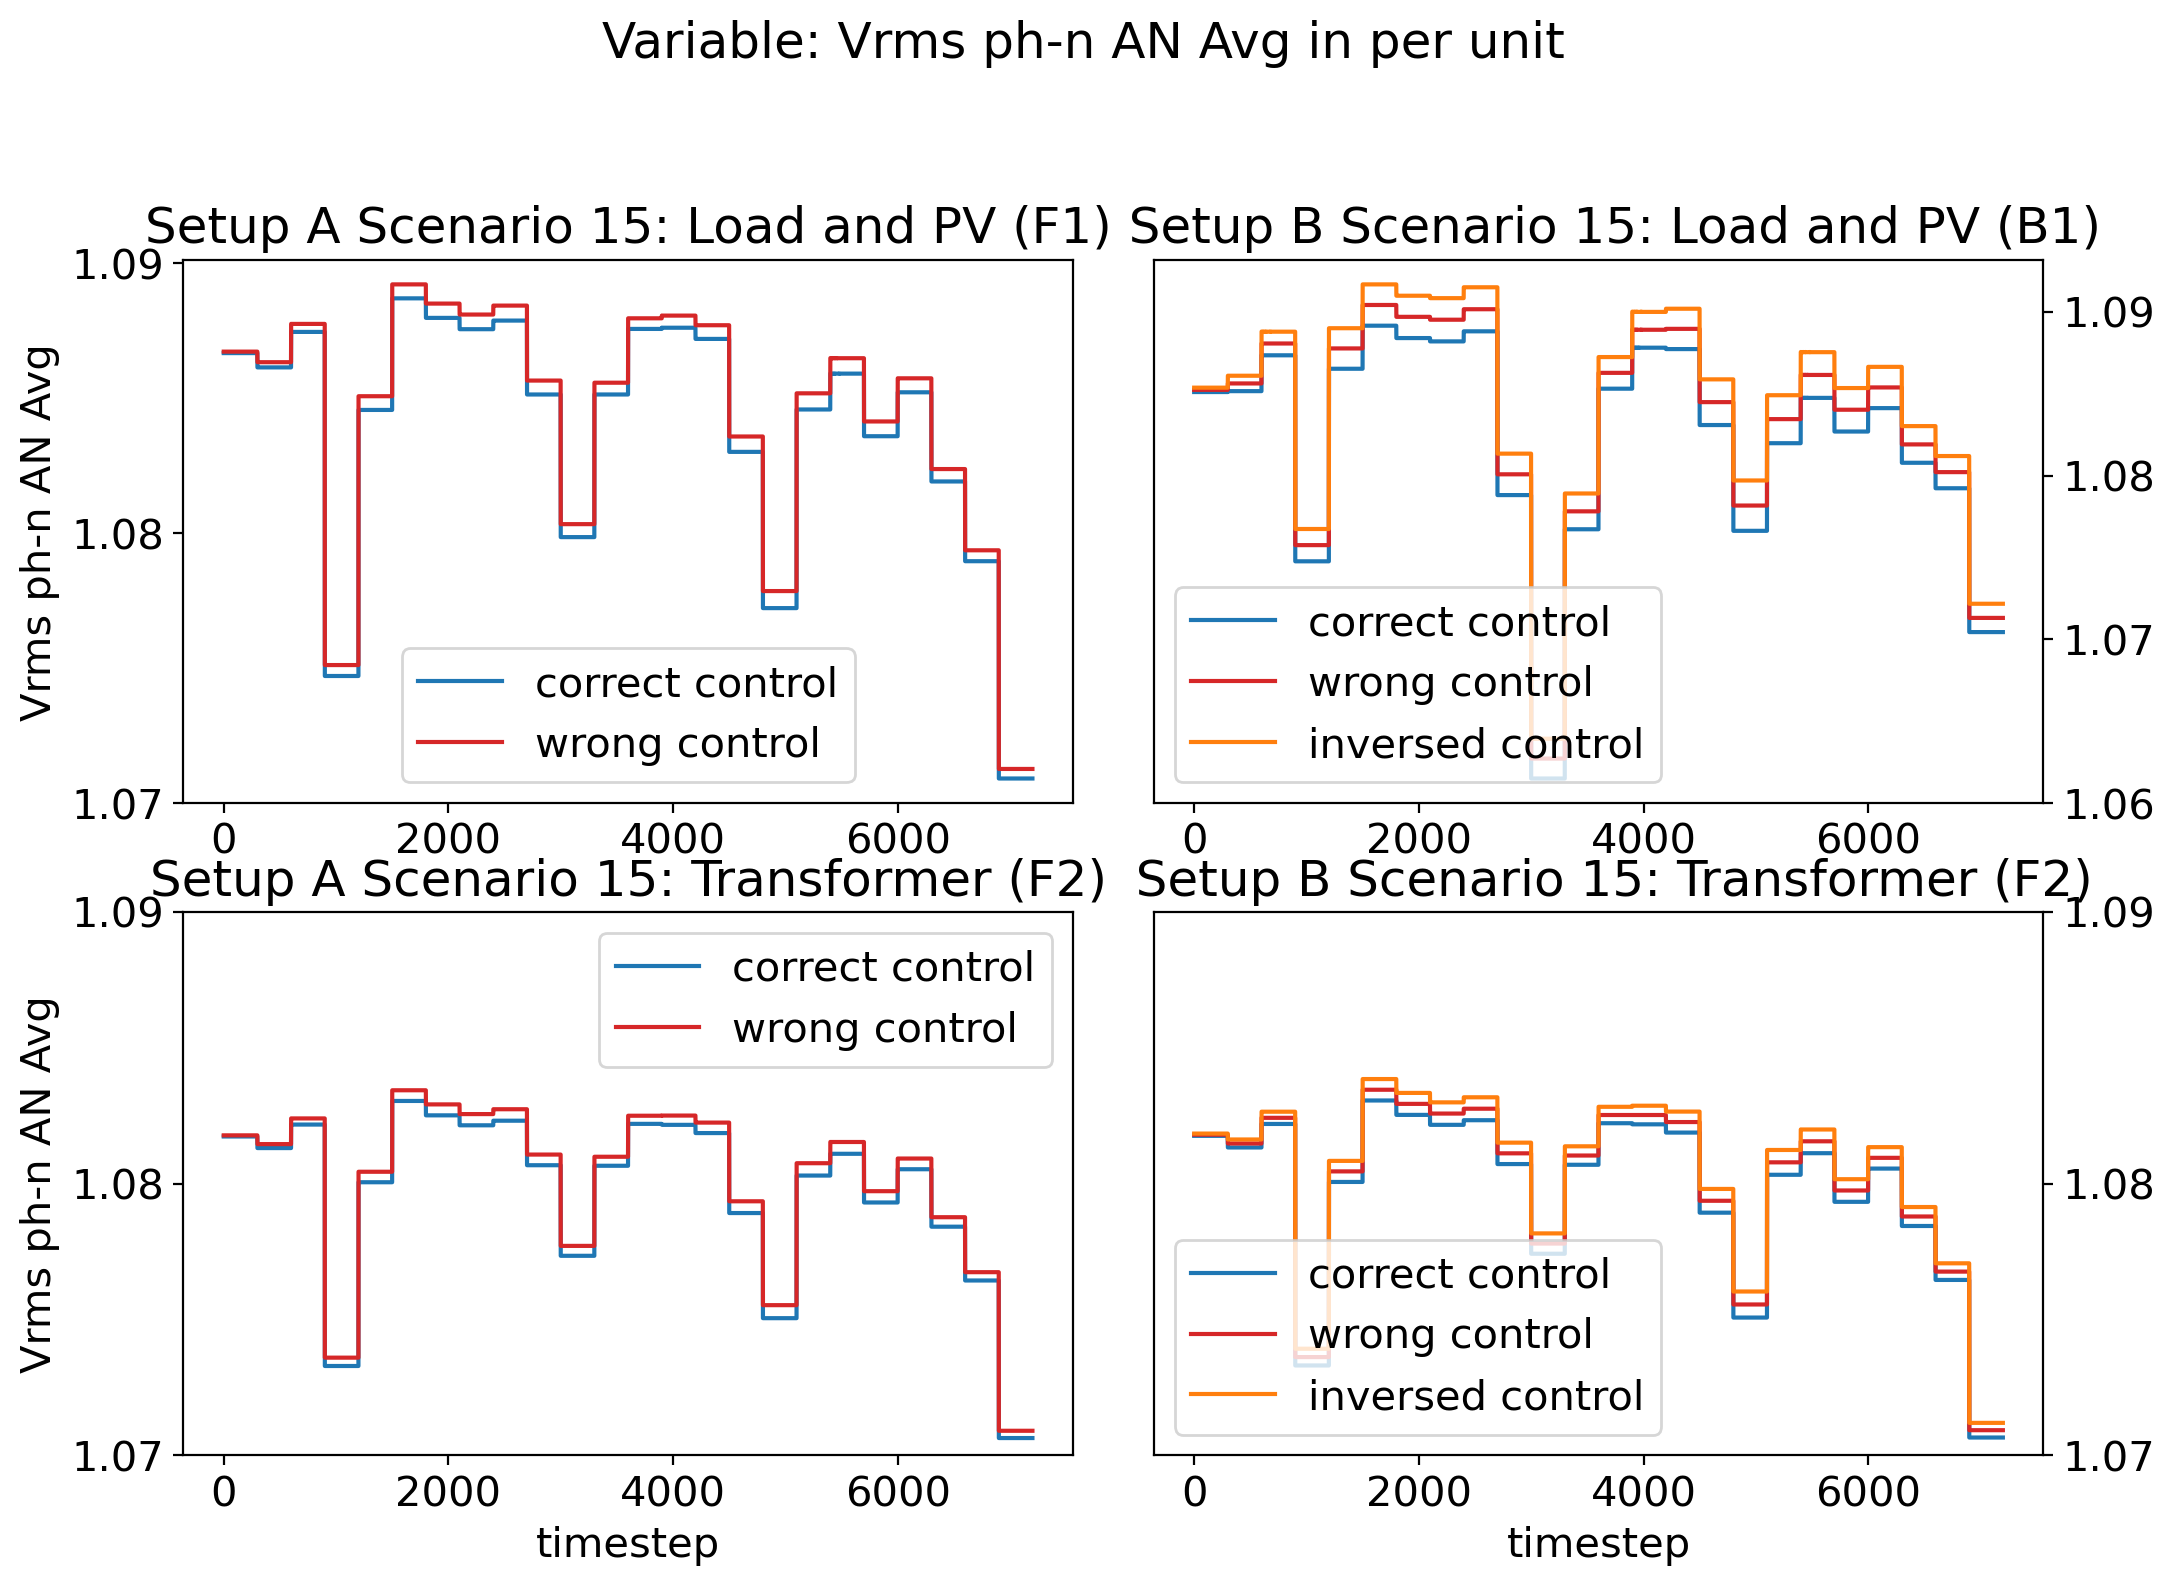 Variable: Vrms ph-n AN Avg in per unit
Setup A Scenario 15: Load and PV (F1)
Vrms ph-n AN Avg
1.09
1.08
1.07
0 2000 4000 6000
correct control
wrong control
Setup B Scenario 15: Load and PV (B1)
1.09
1.08
1.07
1.06
0 2000 4000 6000
correct control
wrong control
inversed control
Setup A Scenario 15: Transformer (F2)
Vrms ph-n AN Avg
1.09
1.08
1.07
0 2000 4000 6000
timestep
correct control
wrong control
Setup B Scenario 15: Transformer (F2)
1.09
1.08
1.07
0 2000 4000 6000
timestep
correct control
wrong control
inversed control